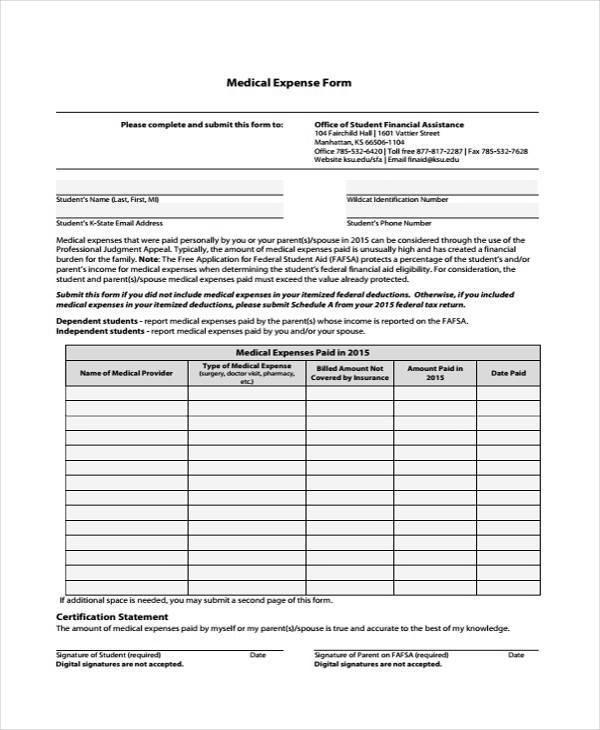 Medical Expense Form
Please complete and submit this form to:
Office of Student Financial Assistance
104 Fairchild Hall | 1601 Vattier Street
Manhattan, KS 66506-1104
Office 785-532-6420 | Toll free 877-817-2287 | Fax 785-532-7628
Website ksu.edu/sfa | Email finaid@ksu.edu
Student's Name (Last, First, MI)
Wildcat Identification Number
Student's K-State Email Address
Student's Phone Number
Medical expenses that were paid personally by you or your parent(s)/spouse in 2015 can be considered through the use of the
Professional Judgment Appeal. Typically, the amount of medical expenses paid is unusually high and has created a financial
burden for the family. Note: The Free Application for Federal Student Aid (FAFSA) protects a percentage of the student's and/or
parent's income for medical expenses when determining the student's federal financial aid eligibility. For consideration, the
student and parent(s)/spouse medical expenses paid must exceed the value already protected.
Submit this form if you did not include medical expenses in your itemized federal deductions. Otherwise, if you included
medical expenses in your itemized deductions, please submit Schedule A from your 2015 federal tax return.
Dependent students - report medical expenses paid by the parent(s) whose income is reported on the FAFSA.
Independent students - report medical expenses paid by you and/or your spouse.
Medical Expenses Paid in 2015
Name of Medical Provider
Type of Medical Expense
(surgery, doctor visit, pharmacy,
etc.)
Billed Amount Not
Covered by Insurance
Amount Paid in
2015
Date Paid
If additional space is needed, you may submit a second page of this form.
Certification Statement
The amount of medical expenses paid by myself or my parent(s)/spouse is true and accurate to the best of my knowledge.
Signature of Student (required) Date
Digital signatures are not accepted.
Signature of Parent on FAFSA (required) Date
Digital signatures are not accepted.